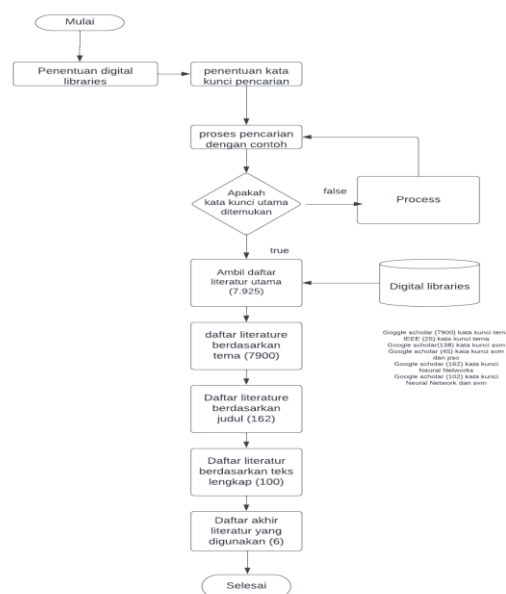 Mulai
Penentuan digital
libraries
penentuan kata
kunci pencarian
proses pencarian
dengan contoh
Apakah
kata kunci utama
ditemukan
false
Process
true
Ambil daftar
literatur utama
(7.925)
Digital libraries
daftar literature
berdasarkan
tema (7900)
Goggle scholar (7900) kata kunci tem
IEEE (25) kata kunci tema
Google scholar(138) kata kunci svm
Google scholar (45) kata kunci svm
dan pso
Google scholar (162) kata kunci
Neural Networks
Google scholar (102) kata kunci
Neural Network dan svm
Daftar literature
berdasarkan
judul (162)
Daftar literatur
berdasarkan teks
lengkap (100)
Daftar akhir
literatur yang
digunakan (6)
Selesai